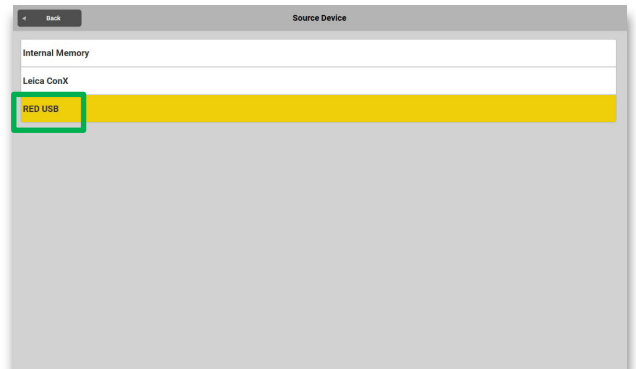 Back
Source Device
Internal Memory
Leica ConX
RED USB